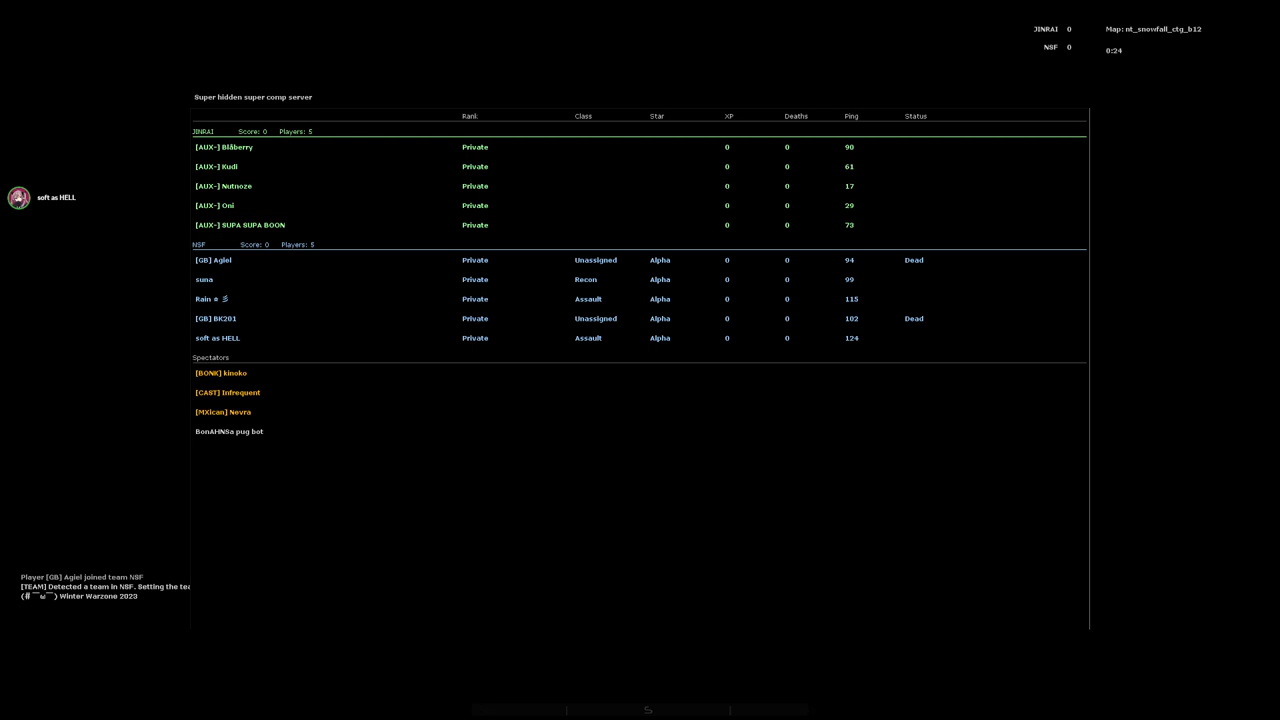 JINRAI 0 Map: nt_snowfall_ctg_b12
NSF 0 0:24
Super hidden super comp server
Rank: Class Star XP Deaths Ping Status
JINRAI Score: 0 Players: 5
[AUX-] Blåberry Private 0 0 90
[AUX-] Kudi Private 0 0 61
[AUX-] Nutnoze Private 0 0 17
soft as HELL
[AUX-] Oni Private 0 0 29
[AUX-] SUPA SUPA BOON Private 0 0 73
NSF Score: 0 Players: 5
[GB] Agiel Private Unassigned Alpha 0 0 94 Dead
suna Private Recon Alpha 0 0 99
Rain Private Assault Alpha 0 0 115
[GB] BK201 Private Unassigned Alpha 0 0 102 Dead
soft as HELL Private Assault Alpha 0 0 124
Spectators
[BONK] kinoko
[CAST] Infrequent
[MXican] Nevra
BonAHNSa pug bot
Player [GB] Agiel joined team NSF
[TEAM] Detected a team in NSF. Setting the tea
(#￣ω￣) Winter Warzone 2023
S